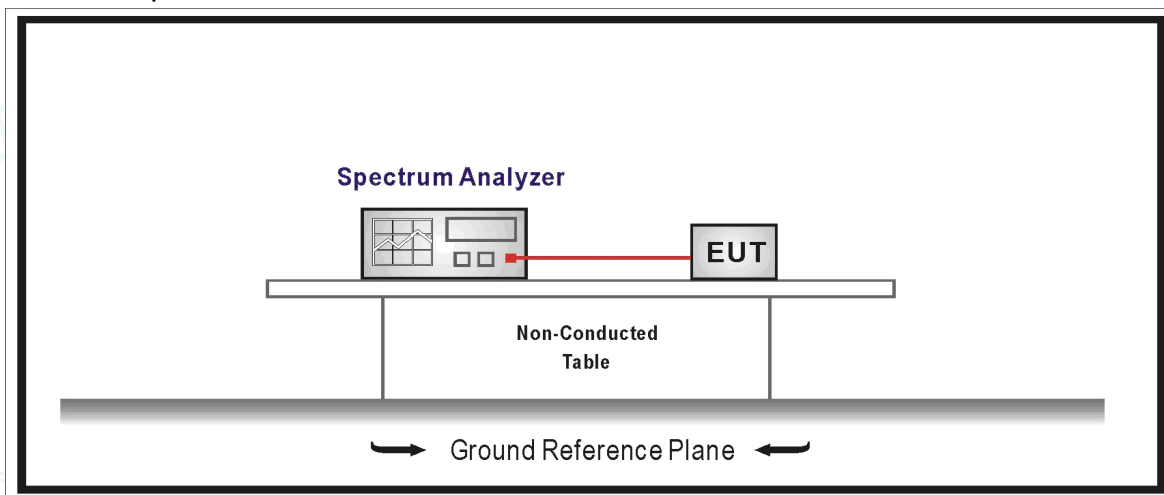 Spectrum Analyzer
EUT
Non-Conducted
Table
Ground Reference Plane